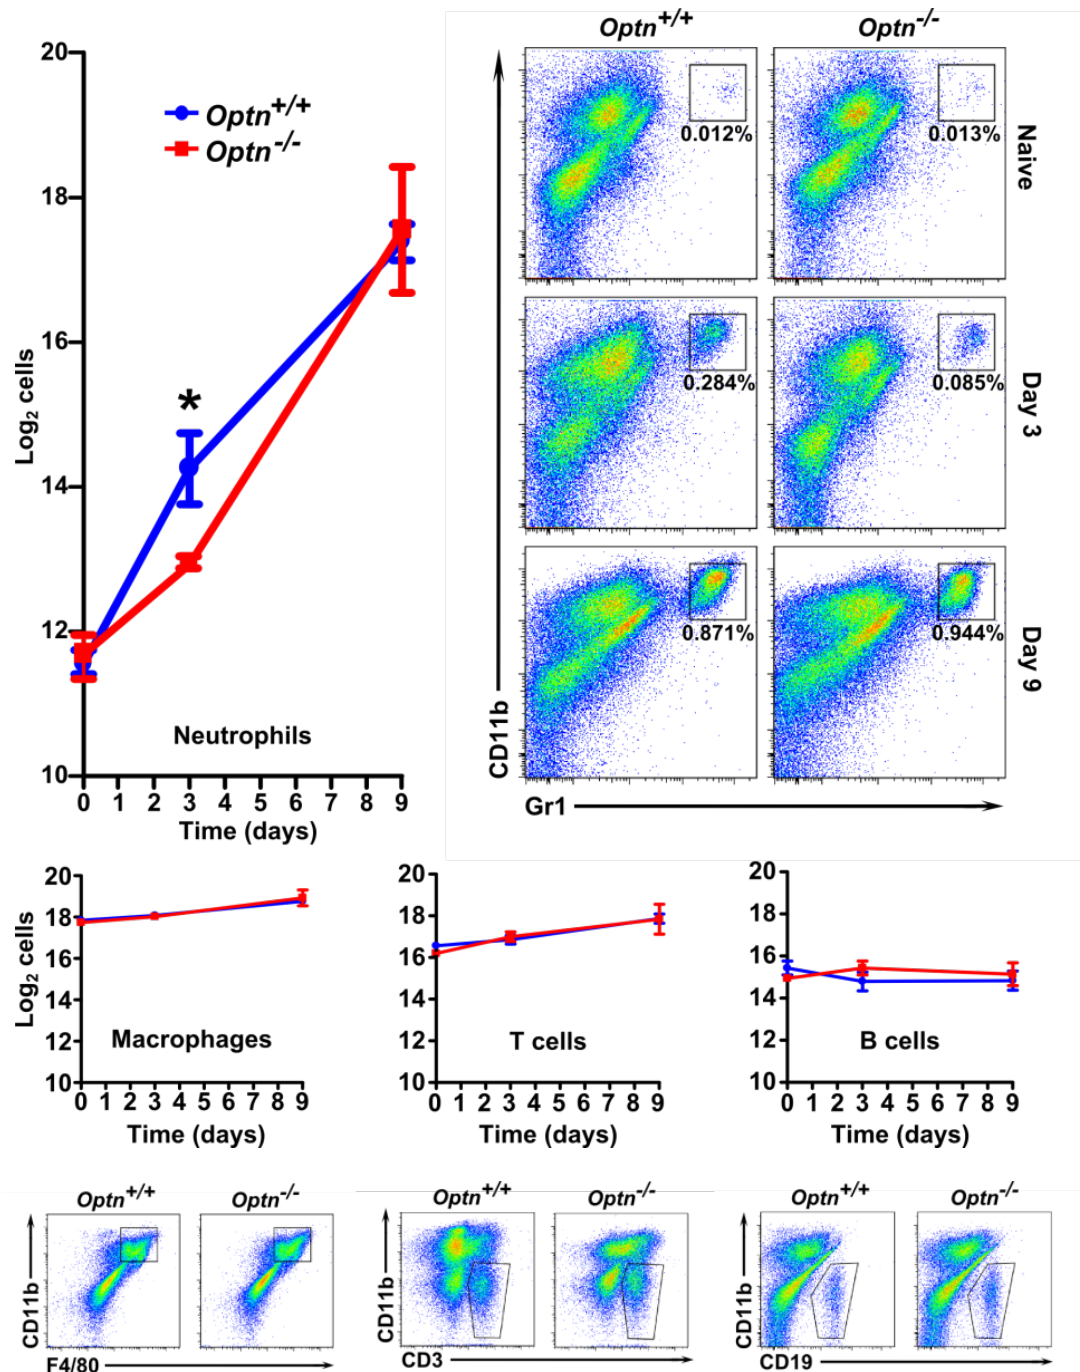 20
18
16
14
12
10
Log₂ cells
Optn+/+
Optn-/-
*
Neutrophils
0 1 2 3 4 5 6 7 8 9
Time (days)
Optn+/+ Optn-/-
0.012% 0.013%
Naive
0.284% 0.085%
Day 3
0.871% 0.944%
Day 9
CD11b
Gr1
20
18
16
14
12
10
Log₂ cells
Macrophages
0 1 2 3 4 5 6 7 8 9
Time (days)
20
18
16
14
12
10
T cells
0 1 2 3 4 5 6 7 8 9
Time (days)
20
18
16
14
12
10
B cells
0 1 2 3 4 5 6 7 8 9
Time (days)
Optn+/+ Optn-/-
CD11b
F4/80
Optn+/+ Optn-/-
CD11b
CD3
Optn+/+ Optn-/-
CD11b
CD19